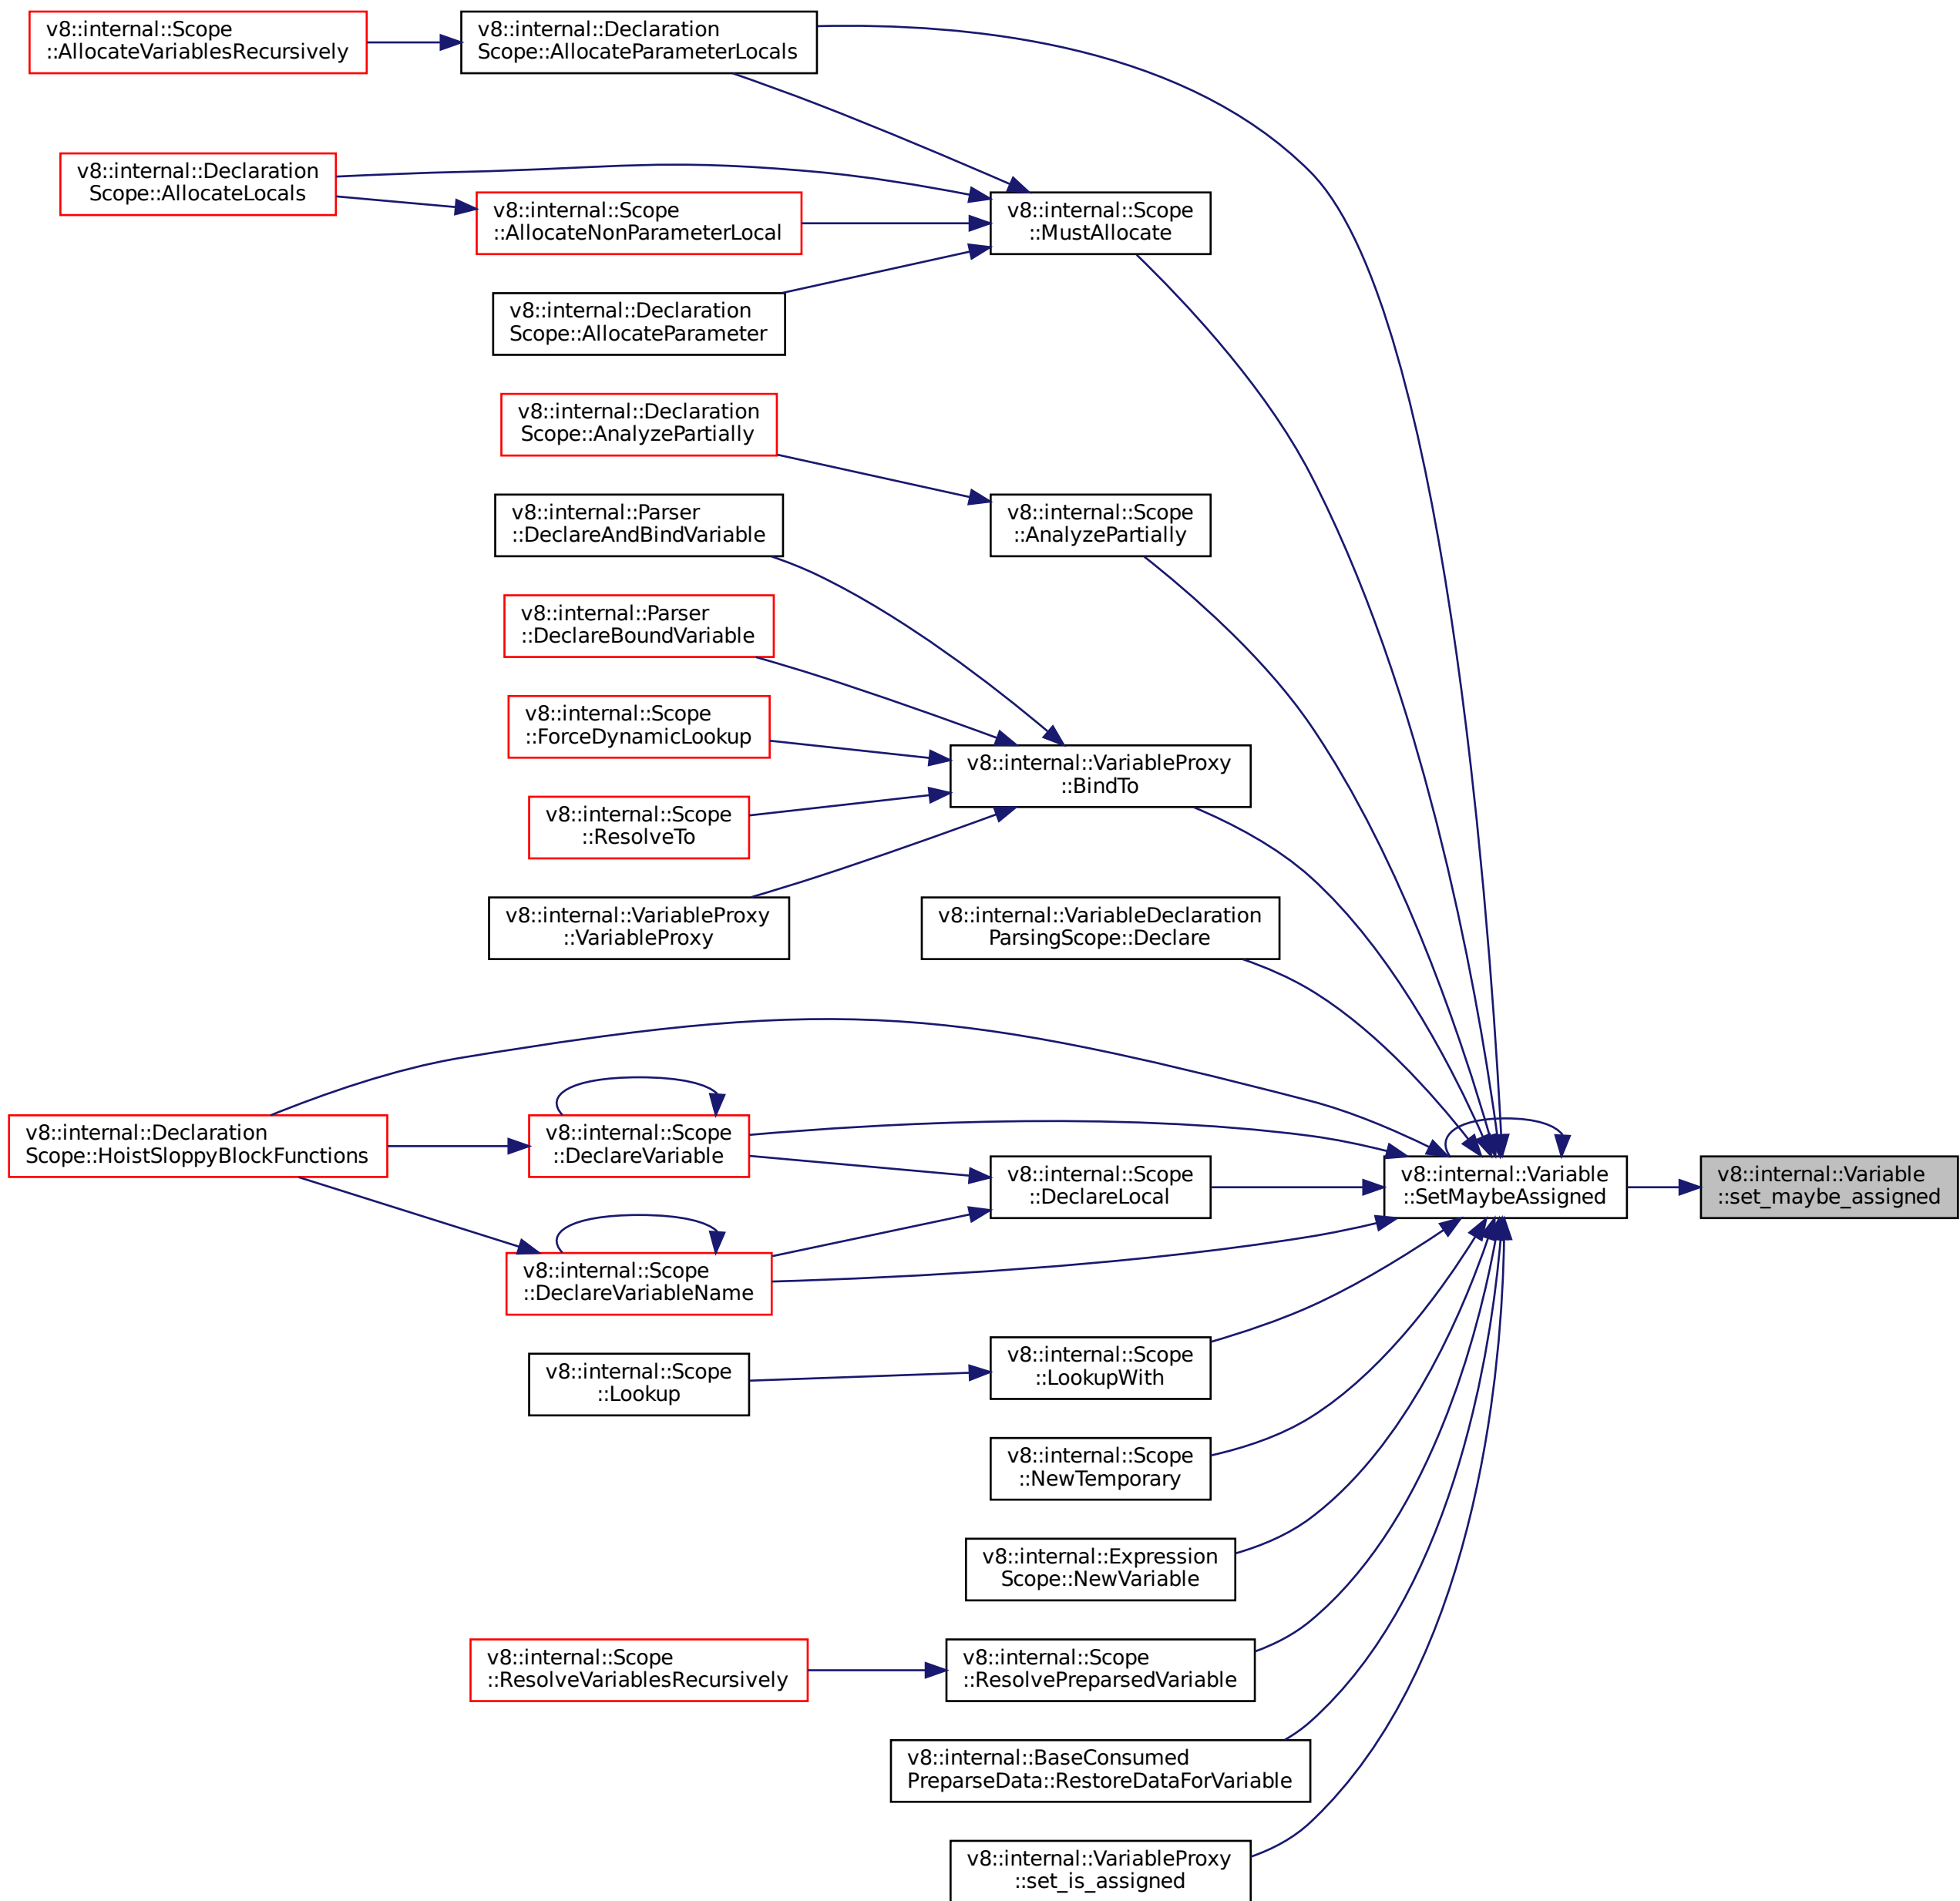 v8::internal::Scope
::AllocateVariablesRecursively
v8::internal::Declaration
Scope::AllocateParameterLocals
v8::internal::Declaration
Scope::AllocateLocals
v8::internal::Scope
::AllocateNonParameterLocal
v8::internal::Scope
::MustAllocate
v8::internal::Declaration
Scope::AllocateParameter
v8::internal::Declaration
Scope::AnalyzePartially
v8::internal::Parser
::DeclareAndBindVariable
v8::internal::Scope
::AnalyzePartially
v8::internal::Parser
::DeclareBoundVariable
v8::internal::Scope
::ForceDynamicLookup
v8::internal::VariableProxy
::BindTo
v8::internal::Scope
::ResolveTo
v8::internal::VariableProxy
::VariableProxy
v8::internal::VariableDeclaration
ParsingScope::Declare
v8::internal::Declaration
Scope::HoistSloppyBlockFunctions
v8::internal::Scope
::DeclareVariable
v8::internal::Scope
::DeclareLocal
v8::internal::Variable
::SetMaybeAssigned
v8::internal::Variable
::set_maybe_assigned
v8::internal::Scope
::DeclareVariableName
v8::internal::Scope
::Lookup
v8::internal::Scope
::LookupWith
v8::internal::Scope
::NewTemporary
v8::internal::Expression
Scope::NewVariable
v8::internal::Scope
::ResolveVariablesRecursively
v8::internal::Scope
::ResolvePreparsedVariable
v8::internal::BaseConsumed
PreparseData::RestoreDataForVariable
v8::internal::VariableProxy
::set_is_assigned